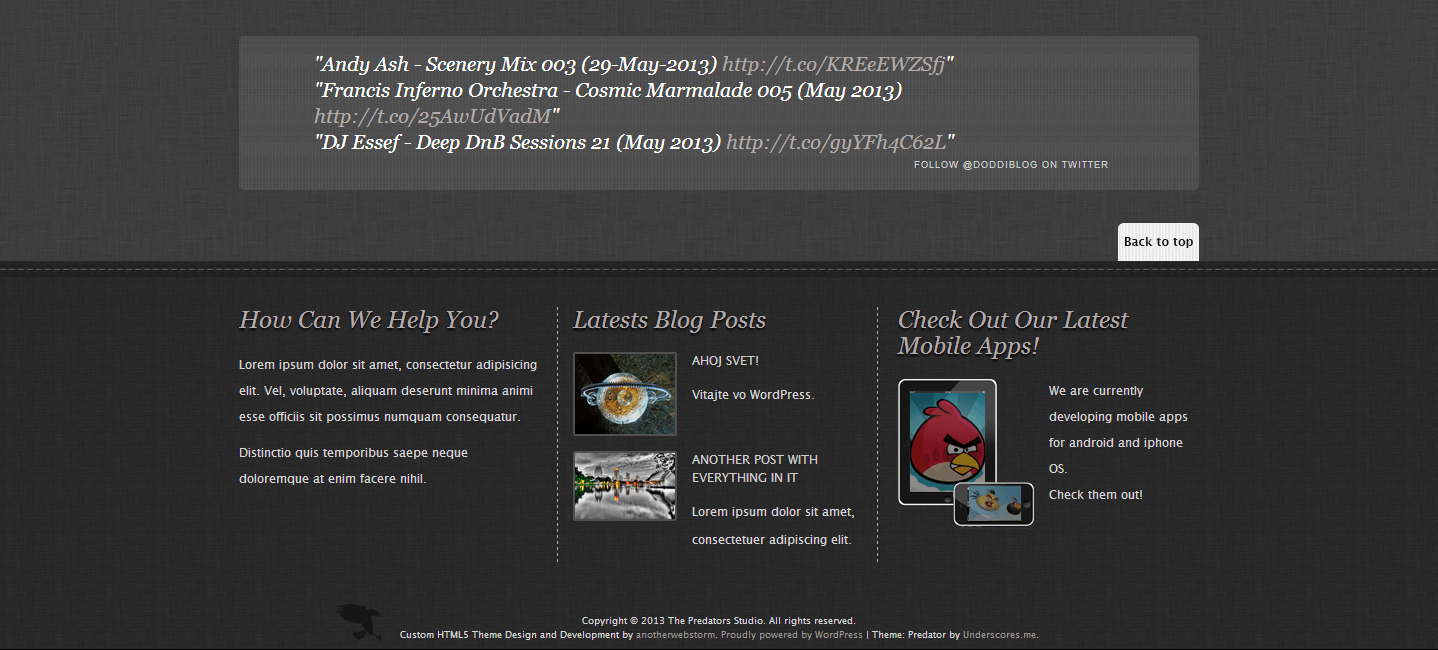 "Andy Ash - Scenery Mix 003 (29-May-2013) http://t.co/KREeEWZSfj"
"Francis Inferno Orchestra - Cosmic Marmalade 005 (May 2013)
http://t.co/25AwUdVadM"
"DJ Essef - Deep DnB Sessions 21 (May 2013) http://t.co/gyYFh4C62L"
FOLLOW @DODDIBLOG ON TWITTER
Back to top
How Can We Help You?
Lorem ipsum dolor sit amet, consectetur adipisicing
elit. Vel, voluptate, aliquam deserunt minima animi
esse officiis sit possimus numquam consequatur.
Distinctio quis temporibus saepe neque
doloremque at enim facere nihil.
Latests Blog Posts
AHOJ SVET!
Vitajte vo WordPress.
ANOTHER POST WITH
EVERYTHING IN IT
Lorem ipsum dolor sit amet,
consectetuer adipiscing elit.
Check Out Our Latest
Mobile Apps!
We are currently
developing mobile apps
for android and iphone
OS.
Check them out!
Copyright © 2013 The Predators Studio. All rights reserved.
Custom HTML5 Theme Design and Development by anotherwebstorm. Proudly powered by WordPress | Theme: Predator by Underscores.me.